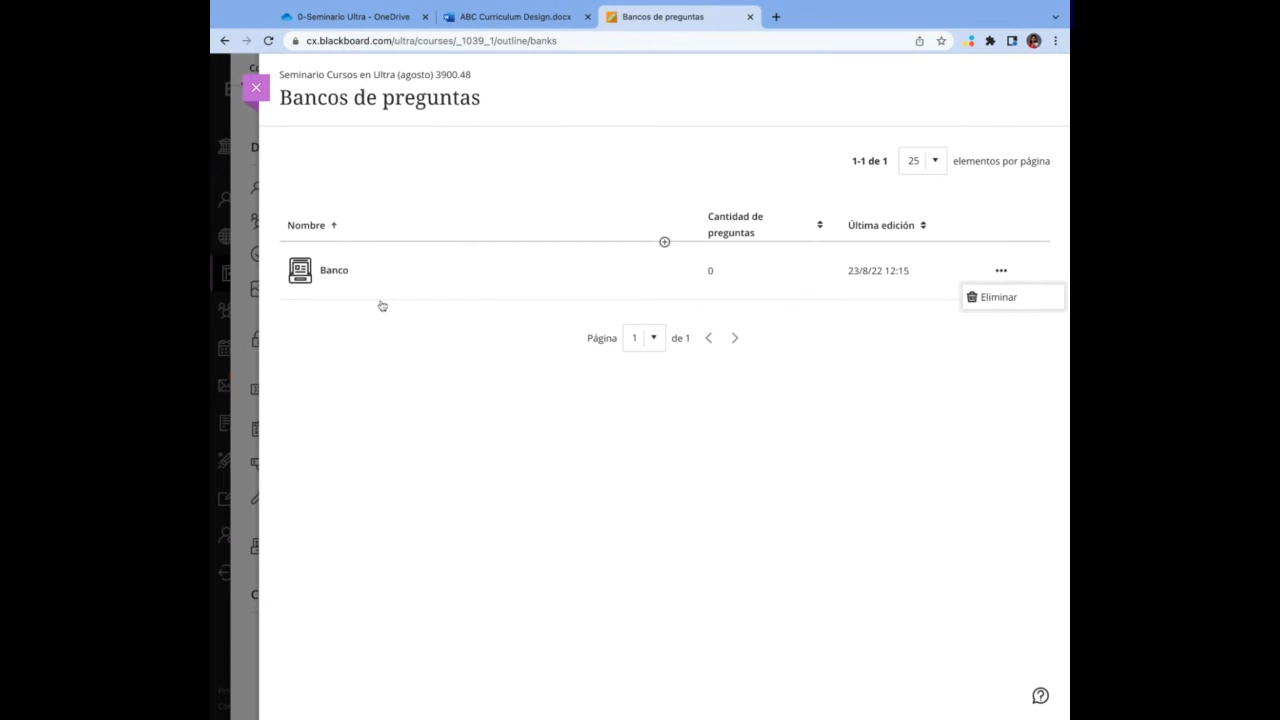 0-Seminario Ultra - OneDrive
ABC Curriculum Design.docx
Bancos de preguntas
cx.blackboard.com/ultra/courses/_1039_1/outline/banks
Seminario Cursos en Ultra (agosto) 3900.48
Bancos de preguntas
1-1 de 1
25
elementos por página
Nombre
Cantidad de
preguntas
Última edición
Banco
0
23/8/22 12:15
Eliminar
Página
1
de 1